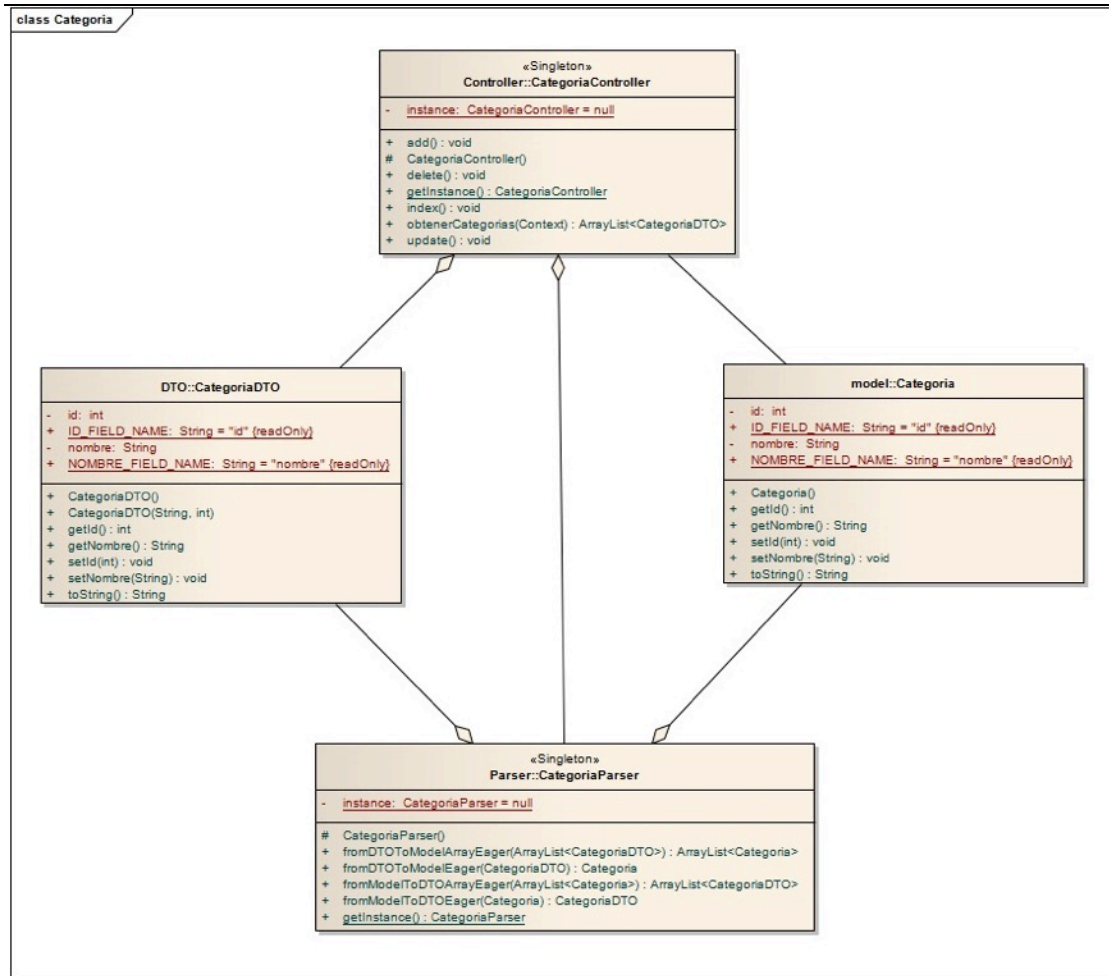 class Categoria
«Singleton»
Controller::CategoriaController
- instance: CategoriaController = null
+ add() : void
# CategoriaController()
+ delete() : void
+ getInstance() : CategoriaController
+ index() : void
+ obtenerCategorias(Context) : ArrayList<CategoriaDTO>
+ update() : void
DTO::CategoriaDTO
- id: int
+ ID_FIELD_NAME: String = "id" {readOnly}
- nombre: String
+ NOMBRE_FIELD_NAME: String = "nombre" {readOnly}
+ CategoriaDTO()
+ CategoriaDTO(String, int)
+ getId() : int
+ getNombre() : String
+ setId(int) : void
+ setNombre(String) : void
+ toString() : String
model::Categoria
- id: int
+ ID_FIELD_NAME: String = "id" {readOnly}
- nombre: String
+ NOMBRE_FIELD_NAME: String = "nombre" {readOnly}
+ Categoria()
+ getId() : int
+ getNombre() : String
+ setId(int) : void
+ setNombre(String) : void
+ toString() : String
«Singleton»
Parser::CategoriaParser
- instance: CategoriaParser = null
# CategoriaParser()
+ fromDTOToModelArrayEager(ArrayList<CategoriaDTO>) : ArrayList<Categoria>
+ fromDTOToModelEager(CategoriaDTO) : Categoria
+ fromModelToDTOArrayEager(ArrayList<Categoria>) : ArrayList<CategoriaDTO>
+ fromModelToDTOEager(Categoria) : CategoriaDTO
+ getInstance() : CategoriaParser